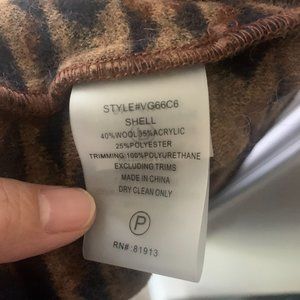 STYLE#VG66C6
SHELL
40%WOOL35%ACRYLIC
25%POLYESTER
TRIMMING:100%POLYURETHANE
EXCLUDING TRIMS
MADE IN CHINA
DRY CLEAN ONLY
P
RN#: 81913